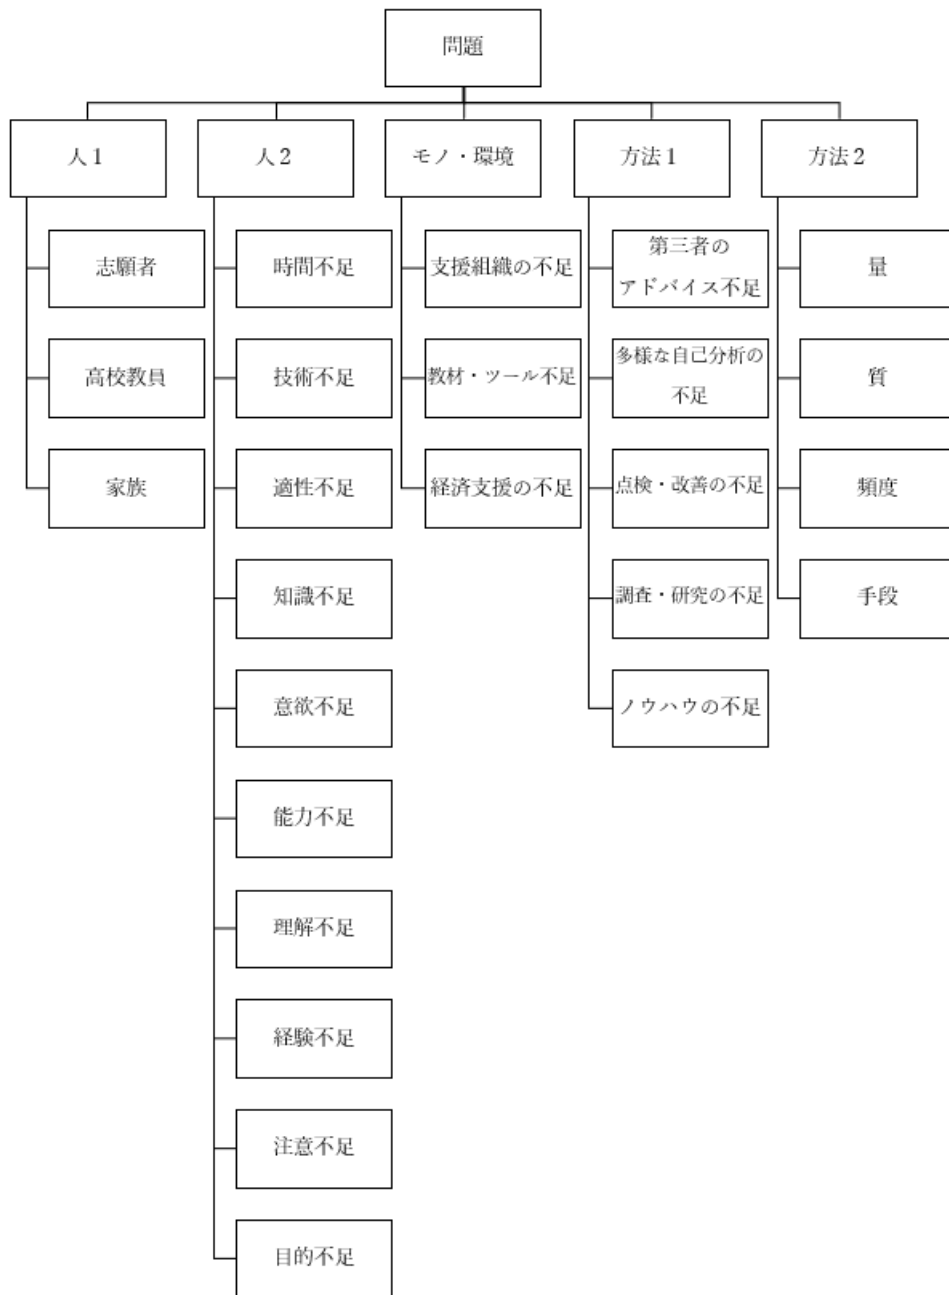 問題
人１
人２
モノ・環境
方法１
方法２
志願者
高校教員
家族
時間不足
技術不足
適性不足
知識不足
意欲不足
能力不足
理解不足
経験不足
注意不足
目的不足
支援組織の不足
教材・ツール不足
経済支援の不足
第三者の
アドバイス不足
多様な自己分析の
不足
点検・改善の不足
調査・研究の不足
ノウハウの不足
量
質
頻度
手段